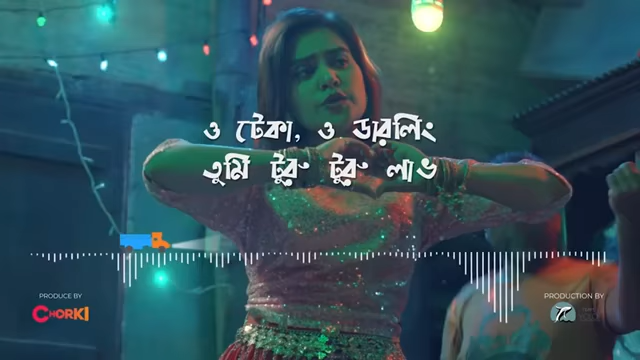 ও টেকা, ও ডারলিং
তুমি টুরু টুরু লাভ
PRODUCE BY
CHORKI
PRODUCTION BY